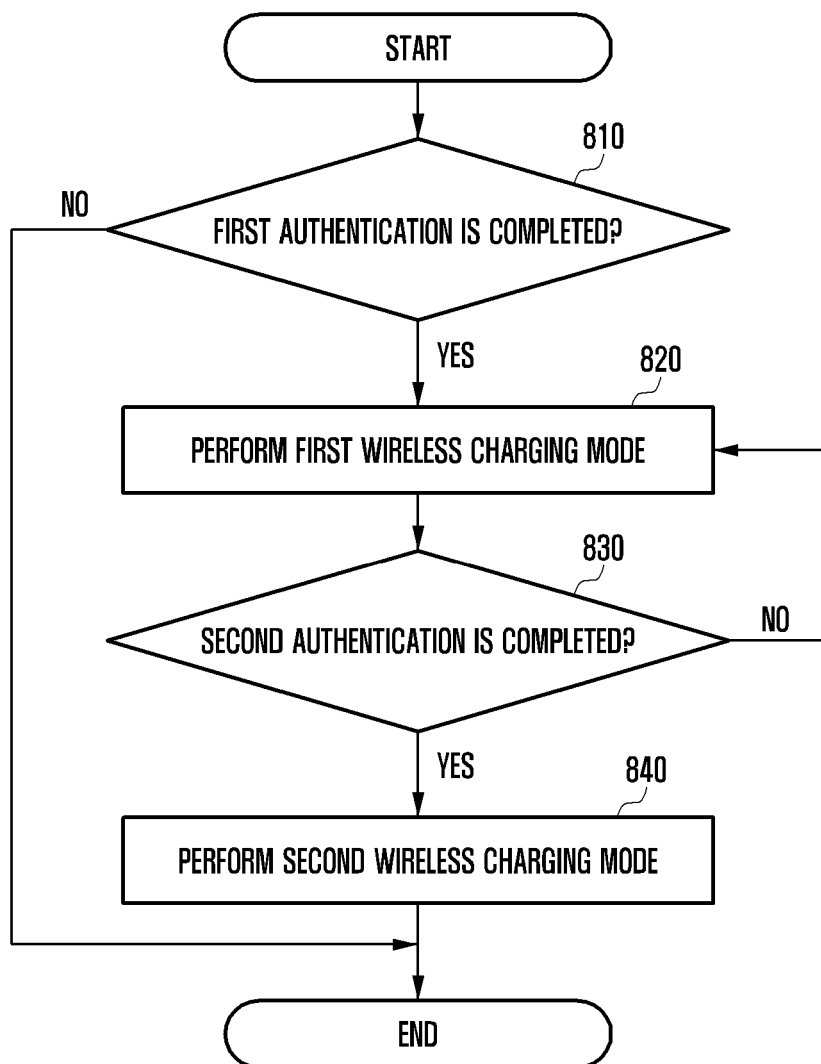 START
810
NO
FIRST AUTHENTICATION IS COMPLETED?
YES
820
PERFORM FIRST WIRELESS CHARGING MODE
830
SECOND AUTHENTICATION IS COMPLETED?
NO
YES
840
PERFORM SECOND WIRELESS CHARGING MODE
END